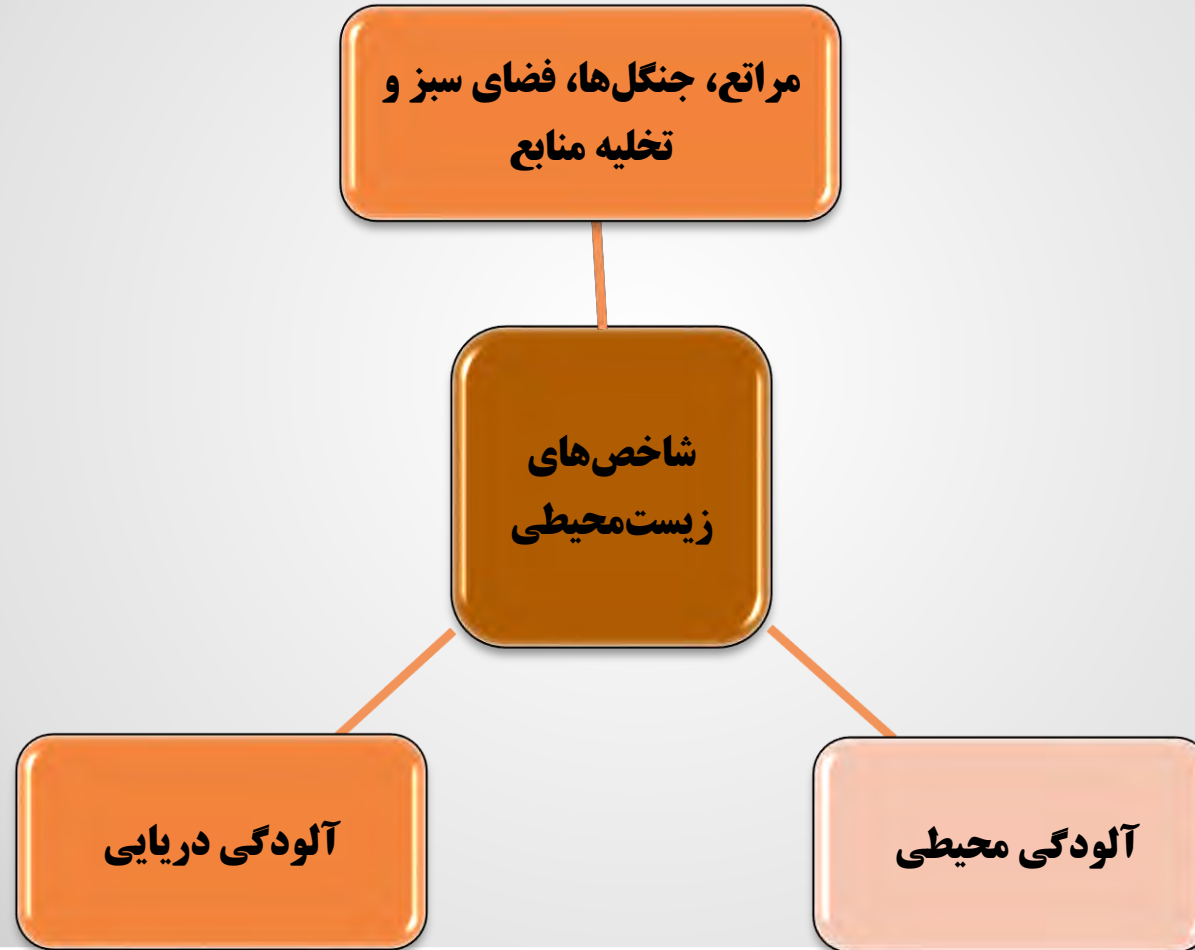 مراتع، جنگل‌ها، فضای سبز و
تخلیه منابع
شاخص‌های
زیست‌محیطی
آلودگی محیطی
آلودگی دریایی